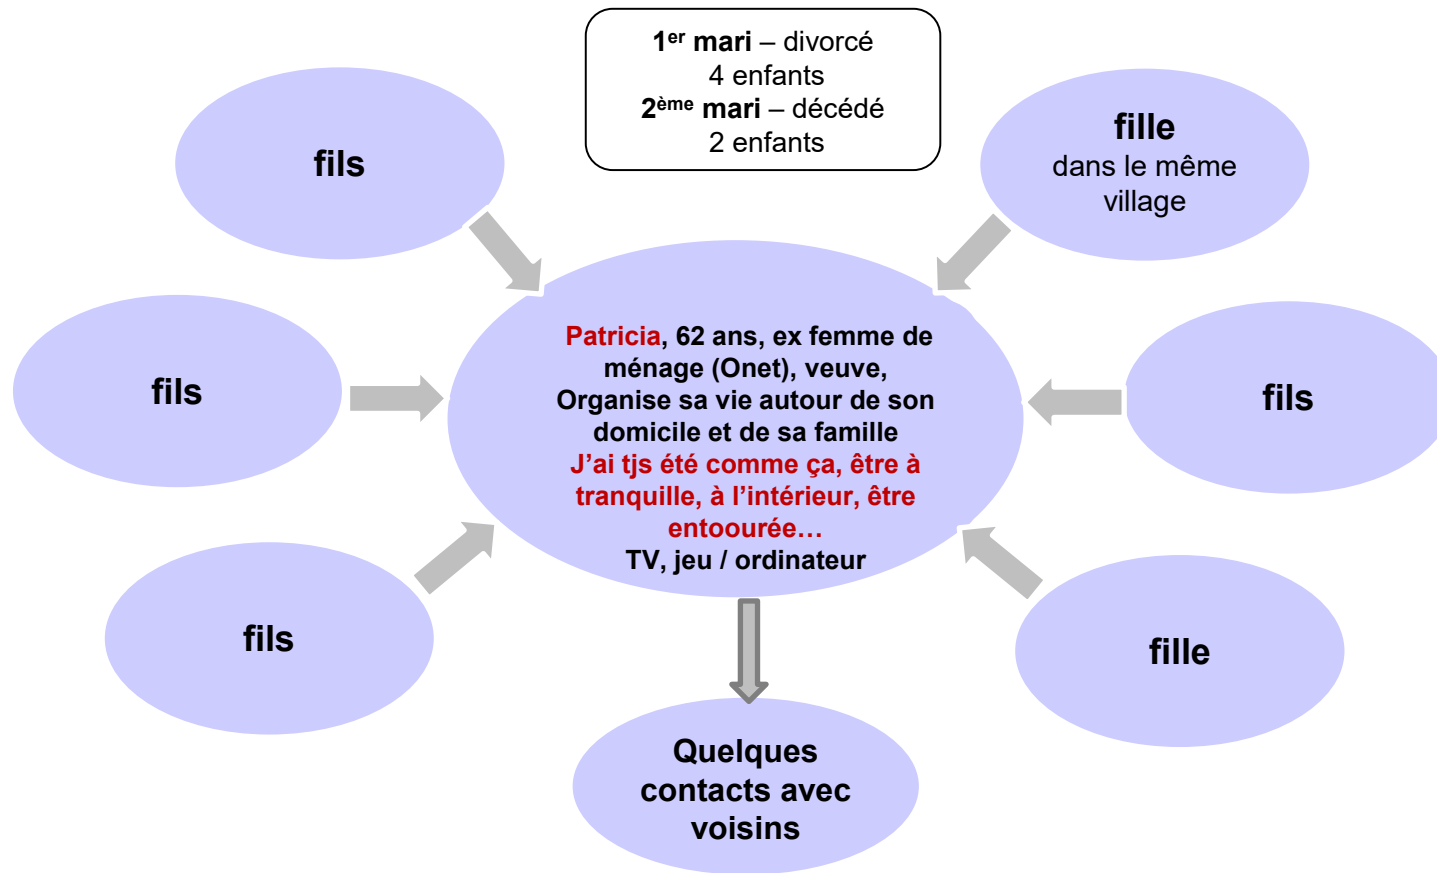 1er mari – divorcé
4 enfants
2ème mari – décédé
2 enfants
fils
fille
dans le même
village
fils
Patricia, 62 ans, ex femme de
ménage (Onet), veuve,
Organise sa vie autour de son
domicile et de sa famille
J’ai tjs été comme ça, être à
tranquille, à l’intérieur, être
entoourée…
TV, jeu / ordinateur
fils
fils
fille
Quelques
contacts avec
voisins